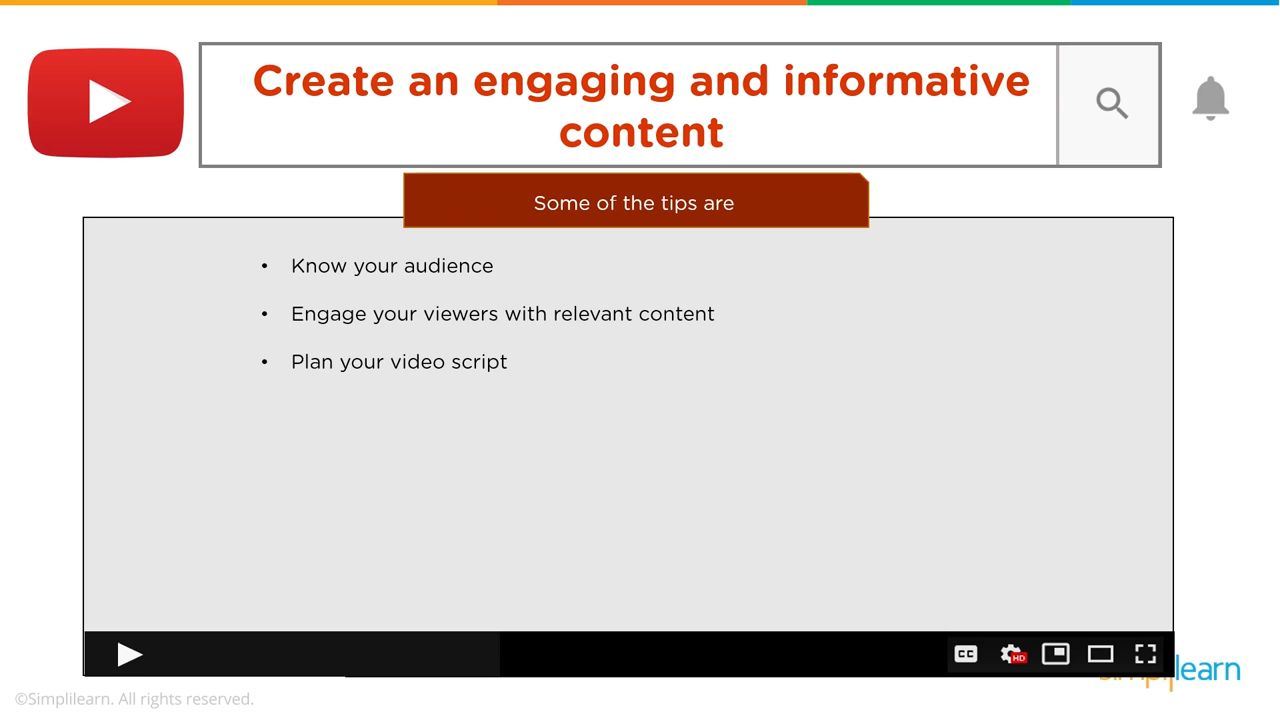 Create an engaging and informative
content
Some of the tips are
• Know your audience
• Engage your viewers with relevant content
• Plan your video script
CC
HD
simplilearn
©Simplilearn. All rights reserved.